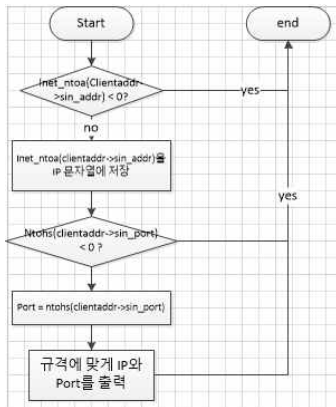 Start
end
Inet_ntoa(Clientaddr-
>sin_addr) < 0?
yes
no
Inet_ntoa(clientaddr->sin_addr)을
IP 문자열에 저장
yes
Ntohs(clientaddr->sin_port)
< 0 ?
Port = ntohs(clientaddr->sin_port)
규격에 맞게 IP와
Port를 출력